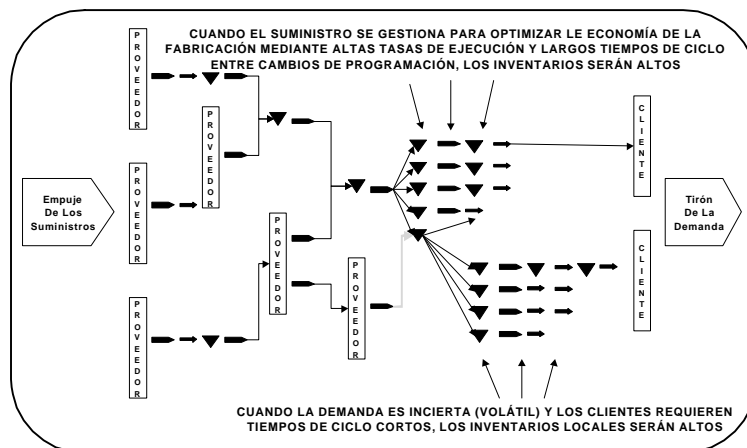 CUANDO EL SUMINISTRO SE GESTIONA PARA OPTIMIZAR LE ECONOMÍA DE LA
FABRICACIÓN MEDIANTE ALTAS TASAS DE EJECUCIÓN Y LARGOS TIEMPOS DE CICLO
ENTRE CAMBIOS DE PROGRAMACIÓN, LOS INVENTARIOS SERÁN ALTOS
PROVEEDOR
PROVEEDOR
CLIENTE
Empuje
De Los
Suministros
PROVEEDOR
Tirón
De La
Demanda
PROVEEDOR
CLIENTE
PROVEEDOR
PROVEEDOR
CUANDO LA DEMANDA ES INCIERTA (VOLÁTIL) Y LOS CLIENTES REQUIEREN
TIEMPOS DE CICLO CORTOS, LOS INVENTARIOS LOCALES SERÁN ALTOS